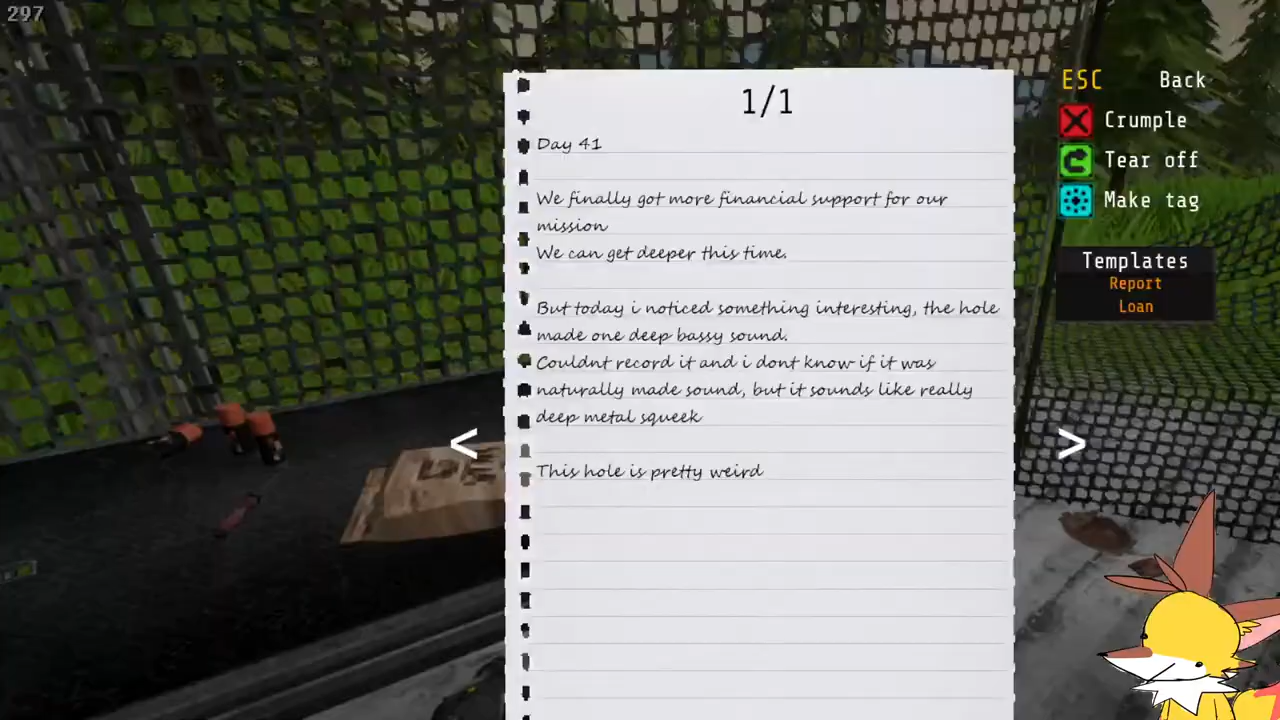 297
1/1
ESC Back
Crumple
Tear off
Make tag
Templates
Report
Loan
Day 41
We finally got more financial support for our
mission
We can get deeper this time.
But today i noticed something interesting, the hole
made one deep bassy sound.
Couldnt record it and i dont know if it was
naturally made sound, but it sounds like really
deep metal squeek
This hole is pretty weird
<
>